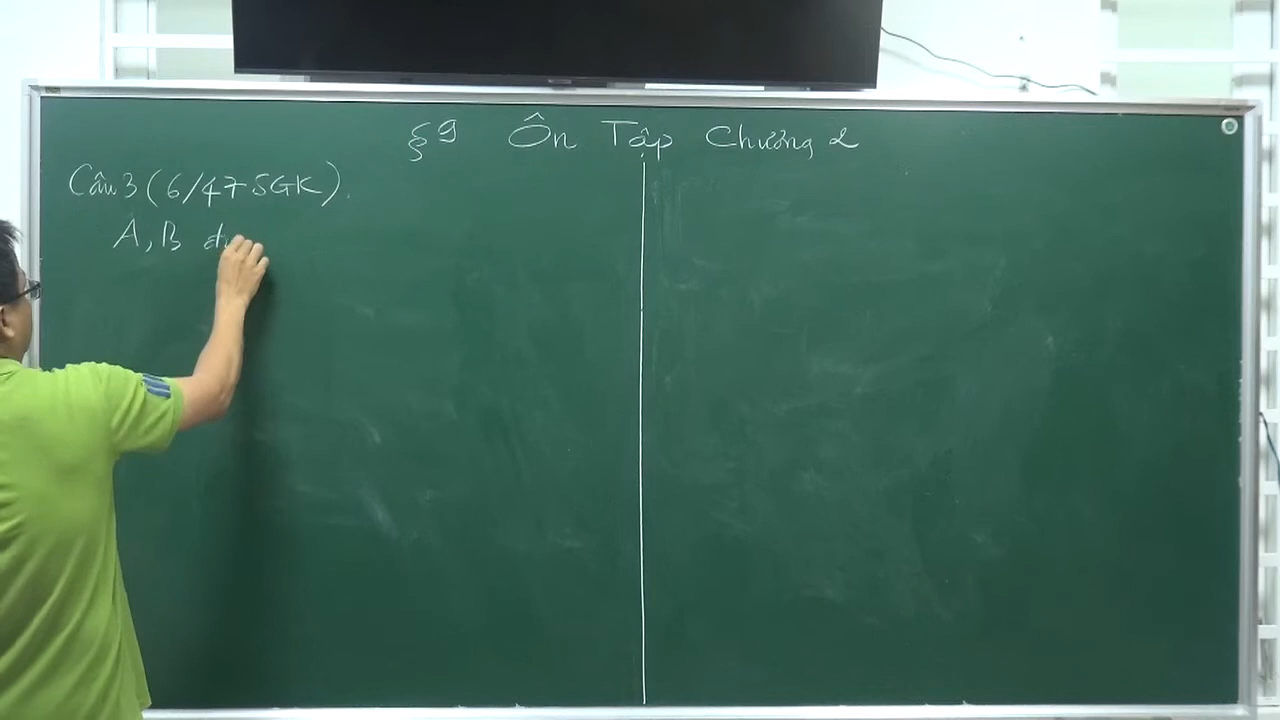 §9 Ôn Tập Chương 2
Câu 3 (6/47 SGK).
A, B